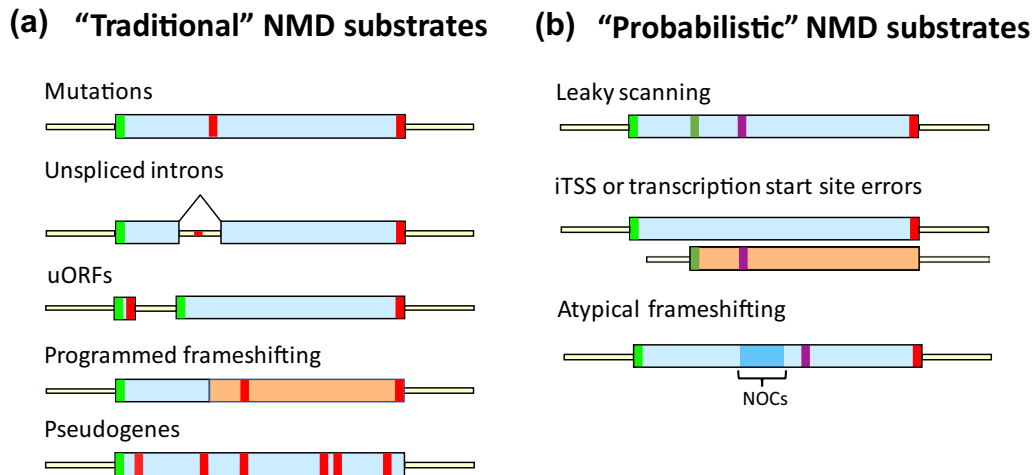 (a) "Traditional" NMD substrates
Mutations
Unspliced introns
uORFs
Programmed frameshifting
Pseudogenes
(b) "Probabilistic" NMD substrates
Leaky scanning
iTSS or transcription start site errors
Atypical frameshifting
NOCs